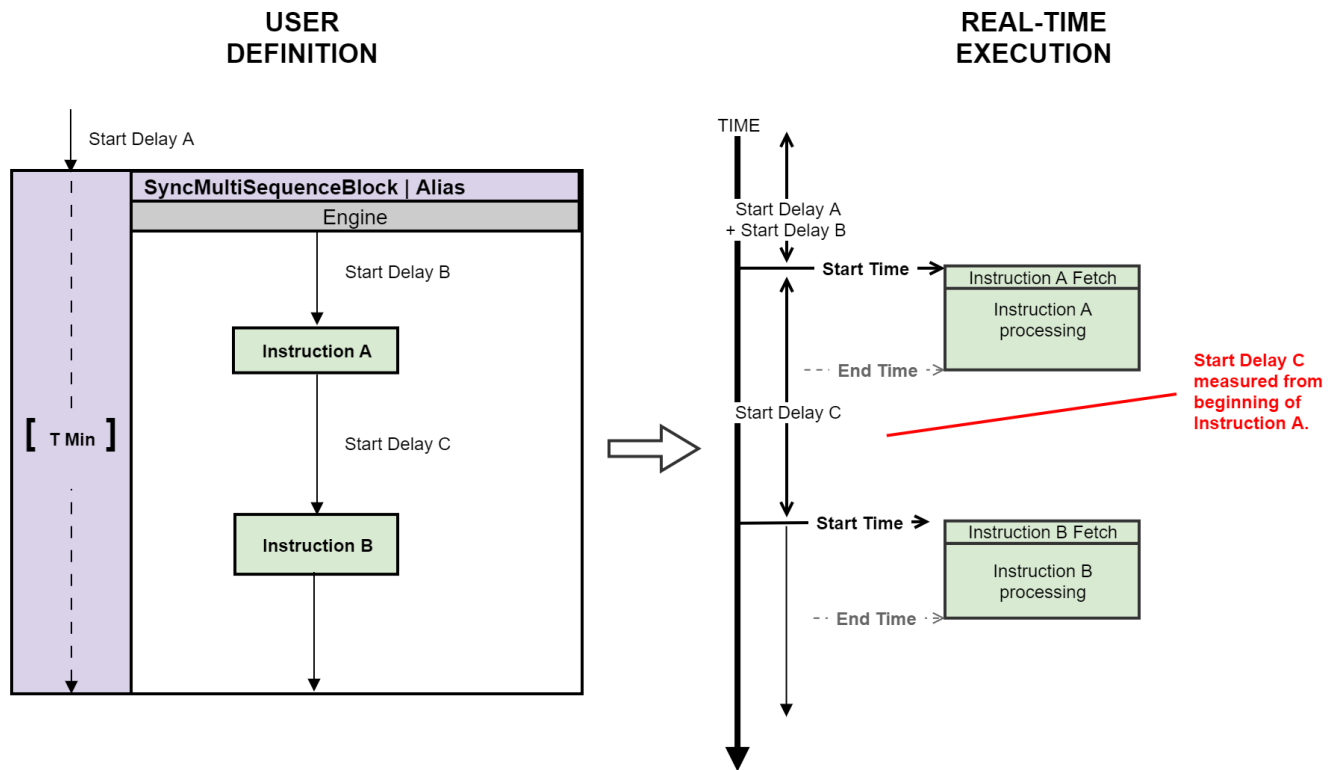 USER
DEFINITION
REAL-TIME
EXECUTION
Start Delay A
SyncMultiSequenceBlock | Alias
Engine
Start Delay B
Instruction A
[ T Min ]
Start Delay C
Instruction B
TIME
Start Delay A
+ Start Delay B
Start Time
Instruction A Fetch
Instruction A
processing
End Time
Start Delay C
Start Delay C
measured from
beginning of
Instruction A.
Start Time
Instruction B Fetch
Instruction B
processing
End Time